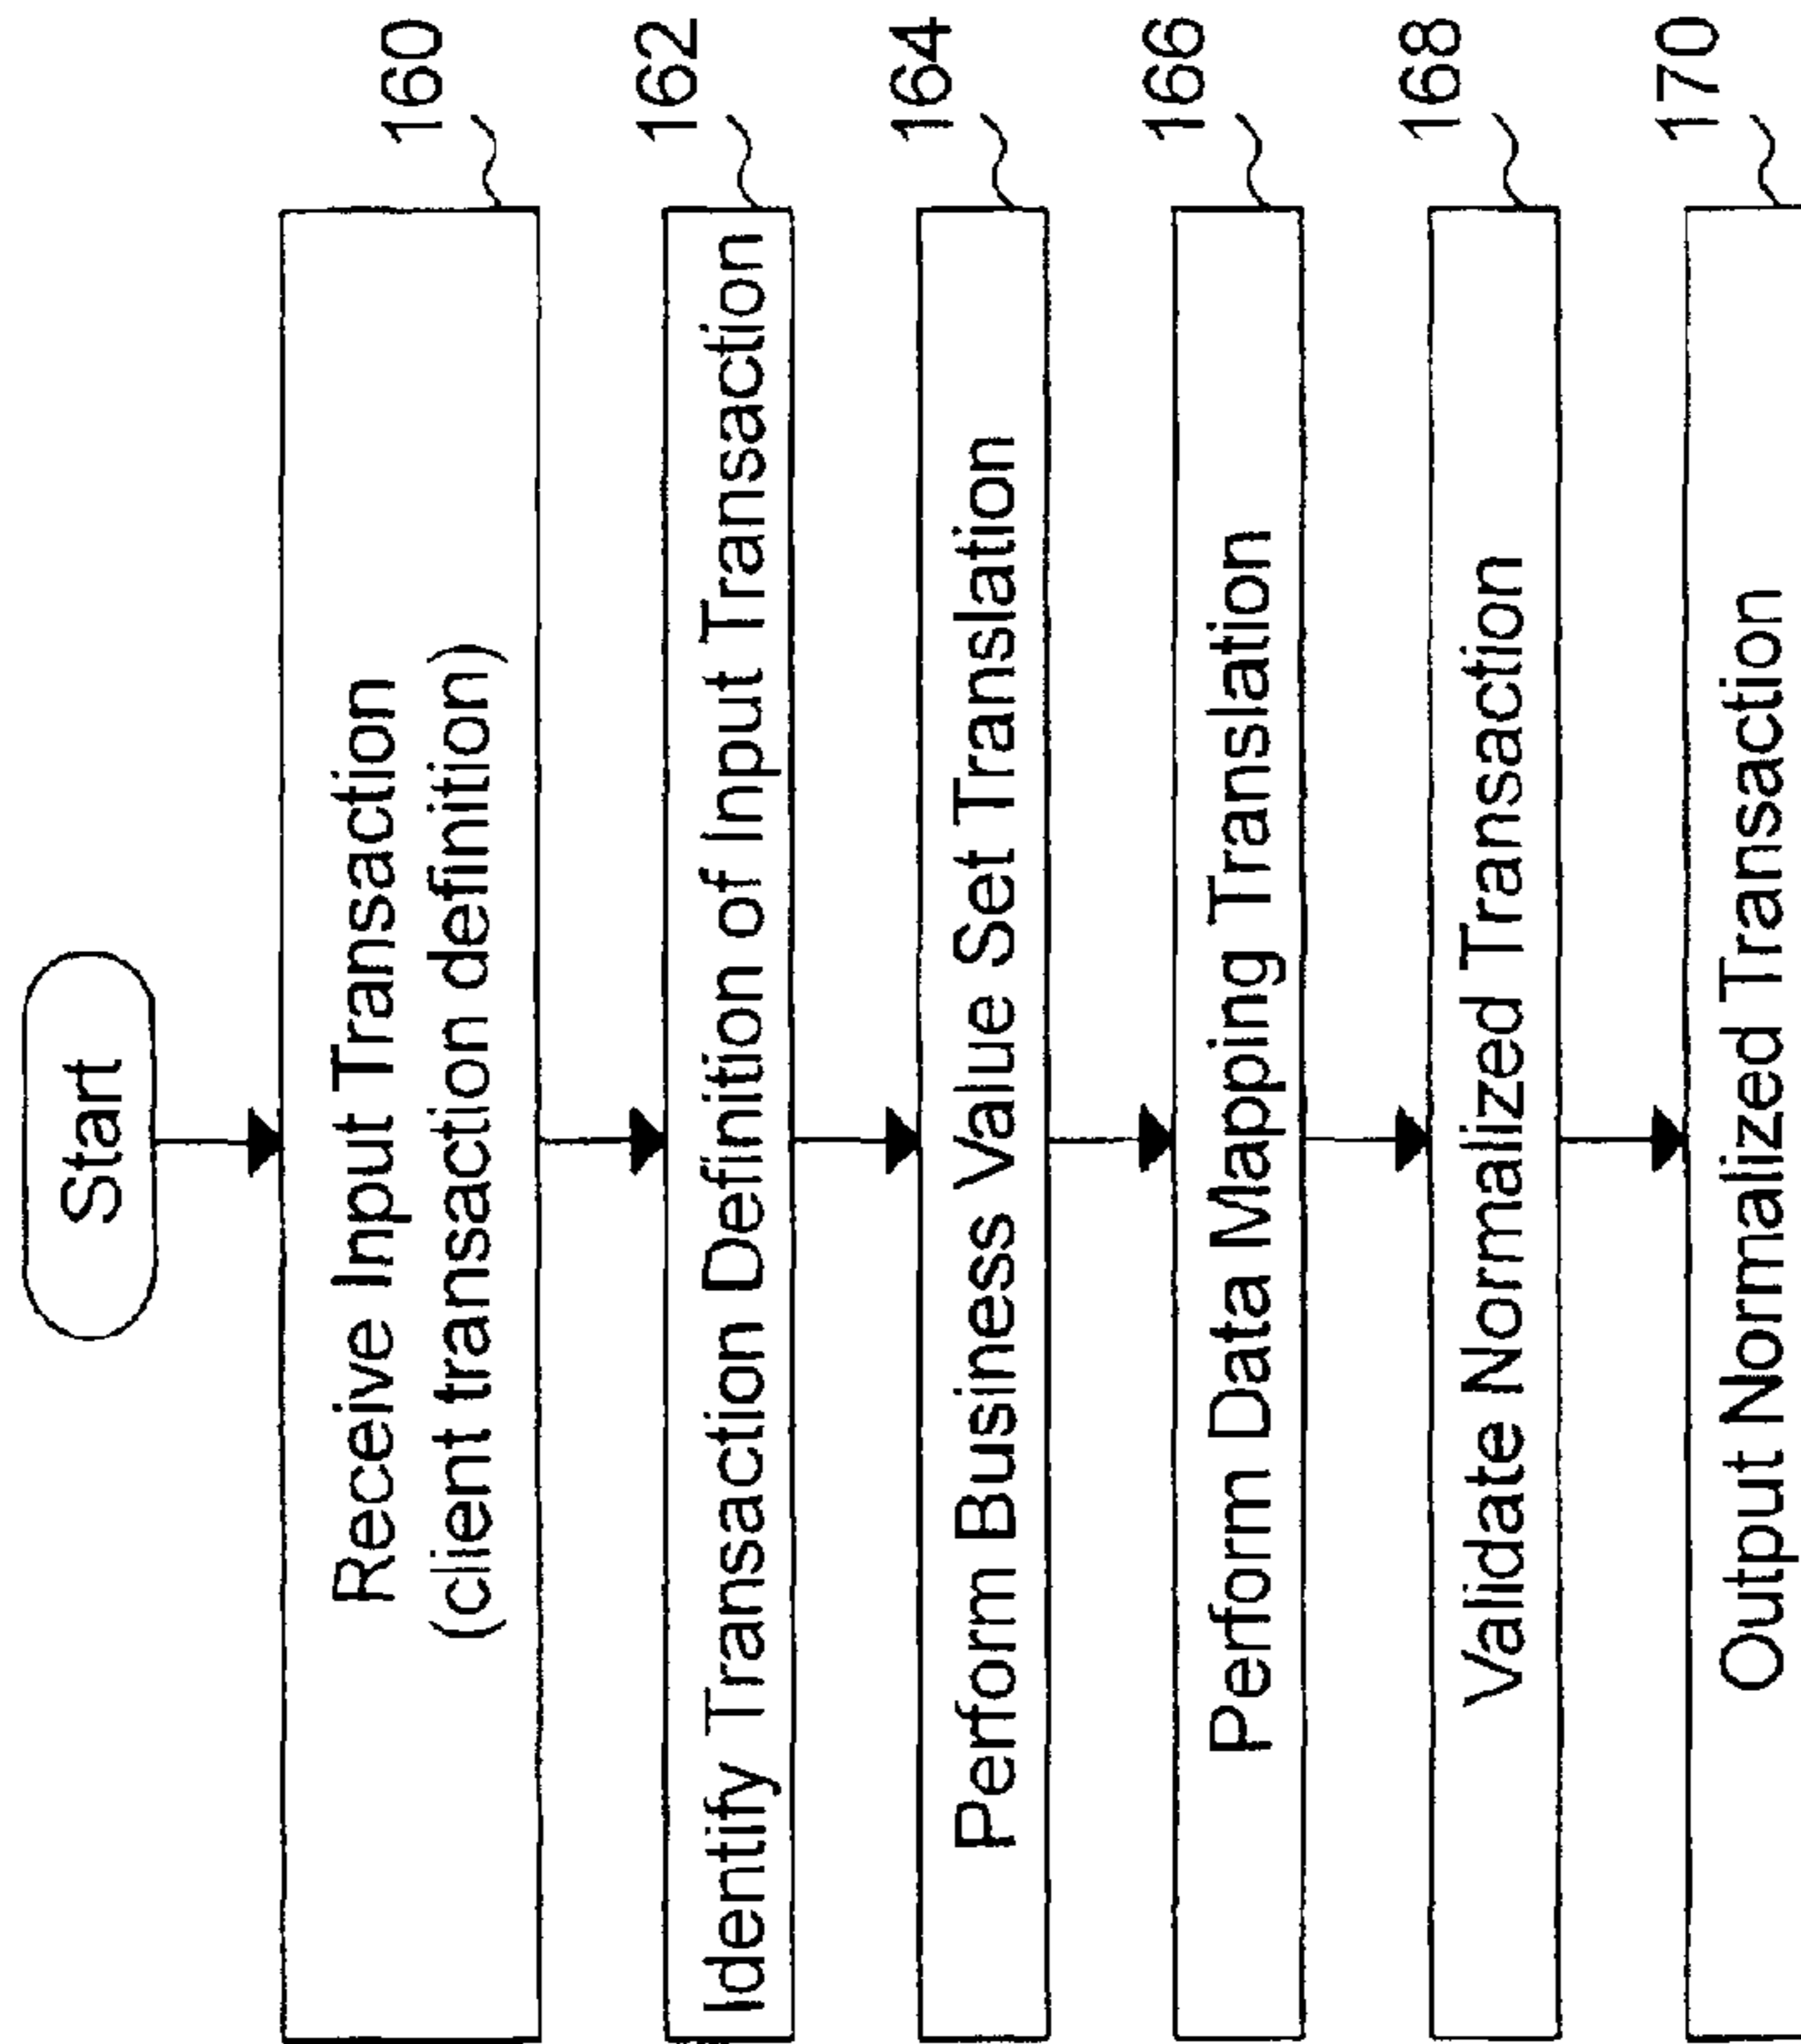 Start
Receive Input Transaction
(client transaction definition)
160
Identify Transaction Definition of Input Transaction
162
Perform Business Value Set Translation
164
Perform Data Mapping Translation
166
Validate Normalized Transaction
168
Output Normalized Transaction
170